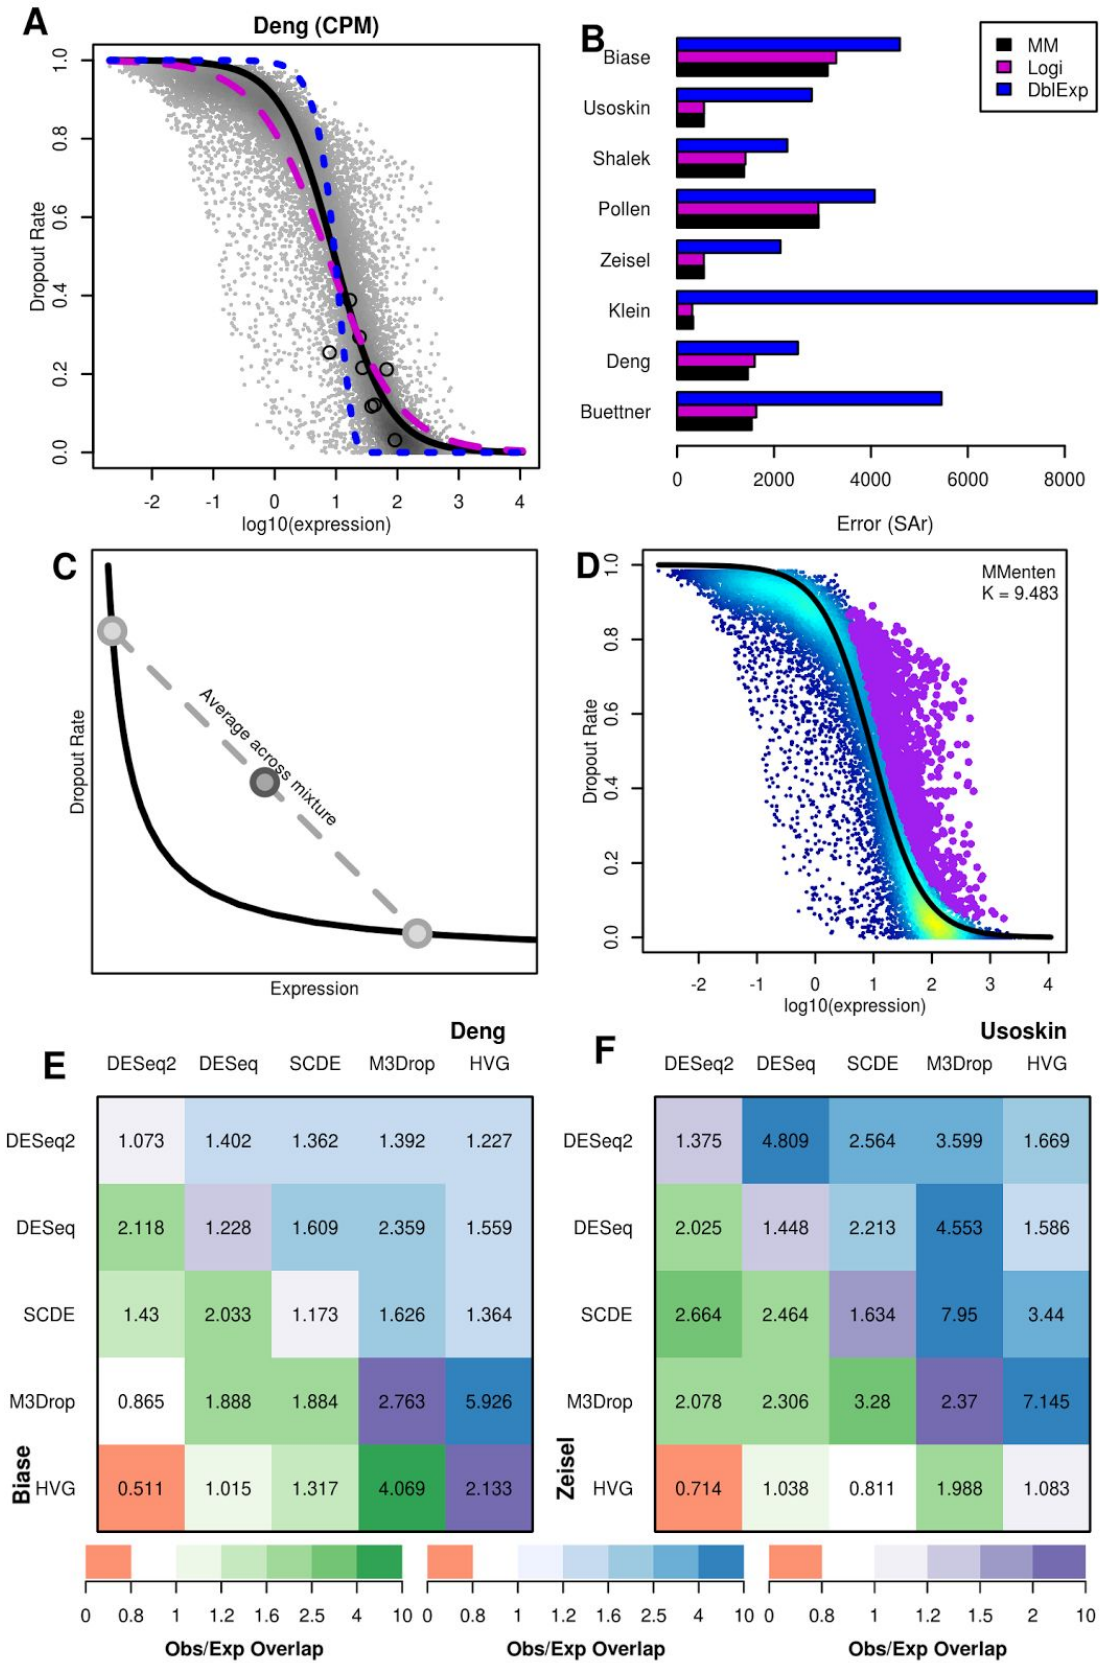 A
Deng (CPM)
Dropout Rate
0.0 0.2 0.4 0.6 0.8 1.0
-2 -1 0 1 2 3 4
log10(expression)
B
MM
Logi
DblExp
Biase
Usoskin
Shalek
Pollen
Zeisel
Klein
Deng
Buettner
0 2000 4000 6000 8000
Error (SAr)
C
Dropout Rate
Average across mixture
Expression
D
MMenten
K = 9.483
Dropout Rate
0.0 0.2 0.4 0.6 0.8 1.0
-2 -1 0 1 2 3 4
log10(expression)
E
Deng
DESeq2 DESeq SCDE M3Drop HVG
DESeq2 1.073 1.402 1.362 1.392 1.227
DESeq 2.118 1.228 1.609 2.359 1.559
SCDE 1.43 2.033 1.173 1.626 1.364
M3Drop 0.865 1.888 1.884 2.763 5.926
HVG 0.511 1.015 1.317 4.069 2.133
Biase
F
Usoskin
DESeq2 DESeq SCDE M3Drop HVG
DESeq2 1.375 4.809 2.564 3.599 1.669
DESeq 2.025 1.448 2.213 4.553 1.586
SCDE 2.664 2.464 1.634 7.95 3.44
M3Drop 2.078 2.306 3.28 2.37 7.145
HVG 0.714 1.038 0.811 1.988 1.083
Zeisel
0 0.8 1 1.2 1.6 2.5 4 10
Obs/Exp Overlap
0 0.8 1 1.2 1.6 2.5 4 10
Obs/Exp Overlap
0 0.8 1 1.2 1.5 2 10
Obs/Exp Overlap